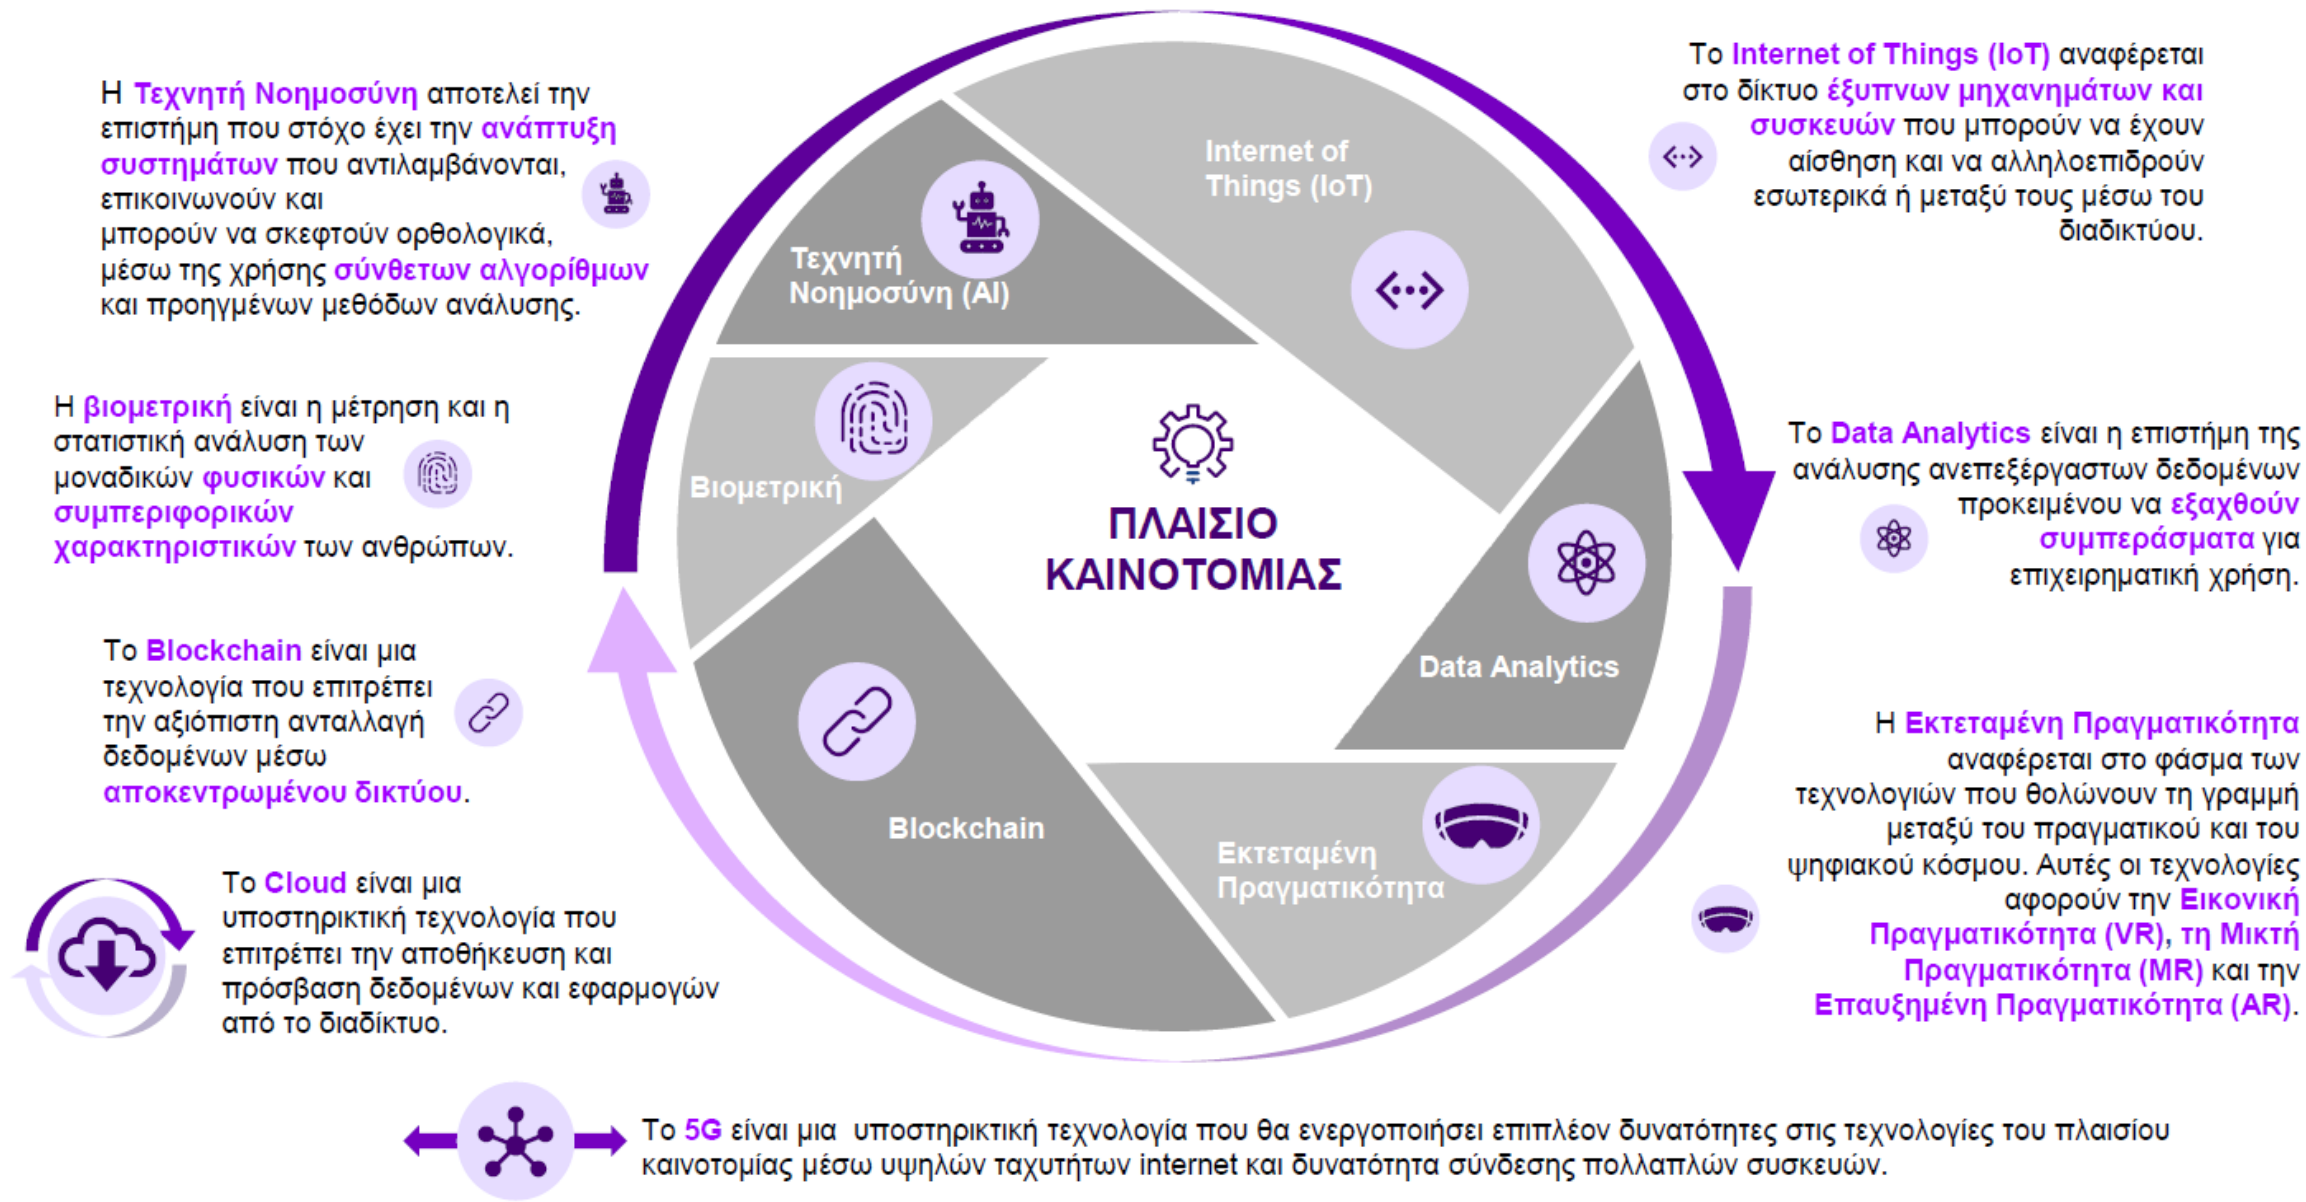 Η Τεχνητή Νοημοσύνη αποτελεί την
επιστήμη που στόχο έχει την ανάπτυξη
συστημάτων που αντιλαμβάνονται,
επικοινωνούν και
μπορούν να σκεφτούν ορθολογικά,
μέσω της χρήσης σύνθετων αλγορίθμων
και προηγμένων μεθόδων ανάλυσης.
Η βιομετρική είναι η μέτρηση και η
στατιστική ανάλυση των
μοναδικών φυσικών και
συμπεριφορικών
χαρακτηριστικών των ανθρώπων.
Το Blockchain είναι μια
τεχνολογία που επιτρέπει
την αξιόπιστη ανταλλαγή
δεδομένων μέσω
αποκεντρωμένου δικτύου.
Το Cloud είναι μια
υποστηρικτική τεχνολογία που
επιτρέπει την αποθήκευση και
πρόσβαση δεδομένων και εφαρμογών
από το διαδίκτυο.
Internet of
Things (IoT)
Τεχνητή
Νοημοσύνη (AI)
Βιομετρική
ΠΛΑΙΣΙΟ
ΚΑΙΝΟΤΟΜΙΑΣ
Data Analytics
Blockchain
Εκτεταμένη
Πραγματικότητα
Το Internet of Things (IoT) αναφέρεται
στο δίκτυο έξυπνων μηχανημάτων και
συσκευών που μπορούν να έχουν
αίσθηση και να αλληλοεπιδρούν
εσωτερικά ή μεταξύ τους μέσω του
διαδικτύου.
Το Data Analytics είναι η επιστήμη της
ανάλυσης ανεπεξέργαστων δεδομένων
προκειμένου να εξαχθούν
συμπεράσματα για
επιχειρηματική χρήση.
Η Εκτεταμένη Πραγματικότητα
αναφέρεται στο φάσμα των
τεχνολογιών που θολώνουν τη γραμμή
μεταξύ του πραγματικού και του
ψηφιακού κόσμου. Αυτές οι τεχνολογίες
αφορούν την Εικονική
Πραγματικότητα (VR), τη Μικτή
Πραγματικότητα (MR) και την
Επαυξημένη Πραγματικότητα (AR).
Το 5G είναι μια υποστηρικτική τεχνολογία που θα ενεργοποιήσει επιπλέον δυνατότητες στις τεχνολογίες του πλαισίου
καινοτομίας μέσω υψηλών ταχυτήτων internet και δυνατότητα σύνδεσης πολλαπλών συσκευών.